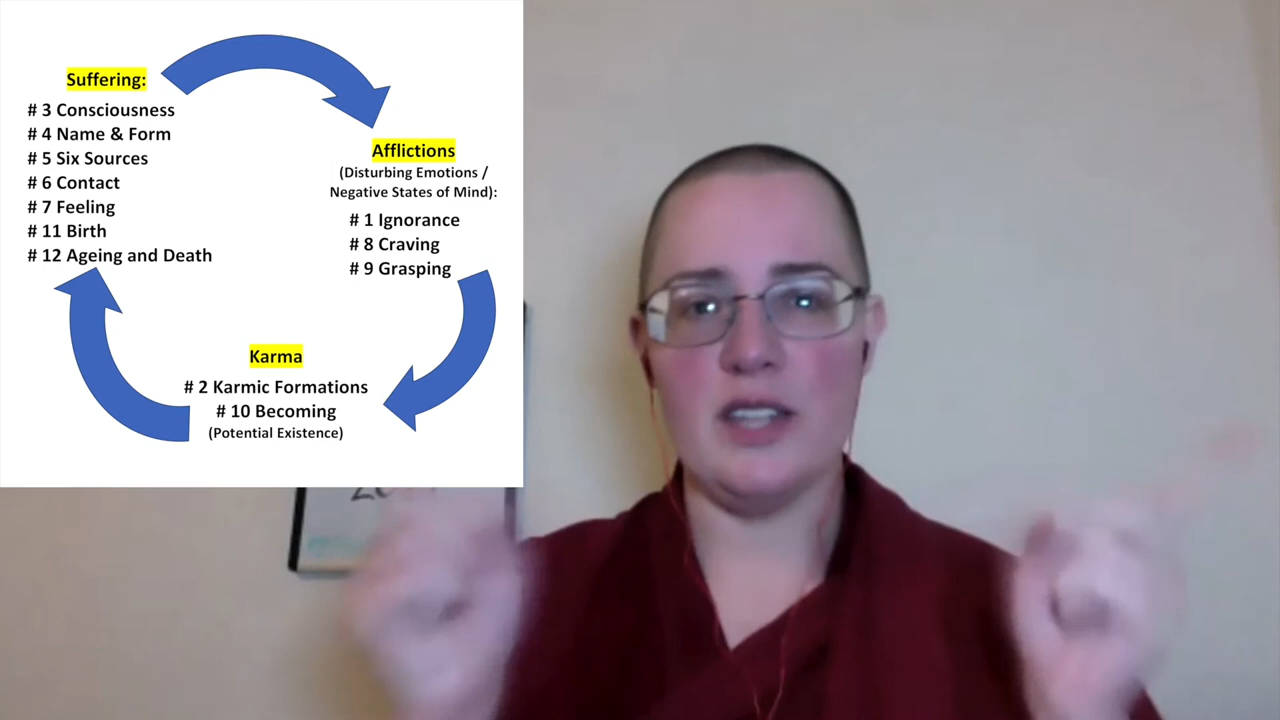 Suffering:
# 3 Consciousness
# 4 Name & Form
# 5 Six Sources
# 6 Contact
# 7 Feeling
# 11 Birth
# 12 Ageing and Death
Afflictions
(Disturbing Emotions /
Negative States of Mind):
# 1 Ignorance
# 8 Craving
# 9 Grasping
Karma
# 2 Karmic Formations
# 10 Becoming
(Potential Existence)